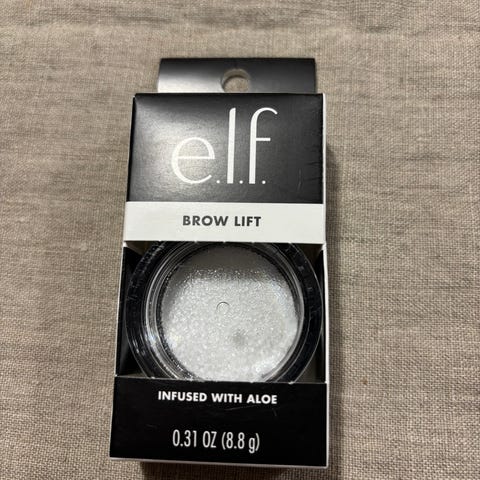 e.l.f.
BROW LIFT
INFUSED WITH ALOE
0.31 OZ (8.8 g)